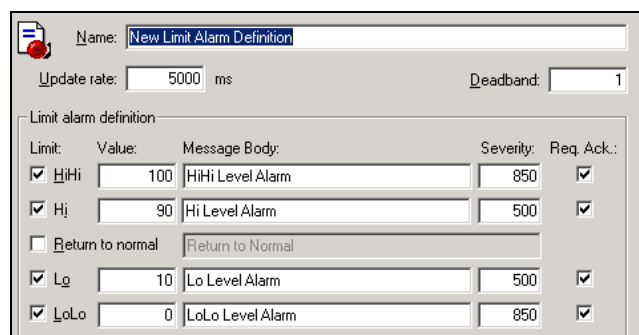 Name: New Limit Alarm Definition
Update rate: 5000 ms Deadband: 1
Limit alarm definition
Limit: Value: Message Body: Severity: Req. Ack.:
HiHi 100 HiHi Level Alarm 850
Hi 90 Hi Level Alarm 500
Return to normal Return to Normal
Lo 10 Lo Level Alarm 500
LoLo 0 LoLo Level Alarm 850